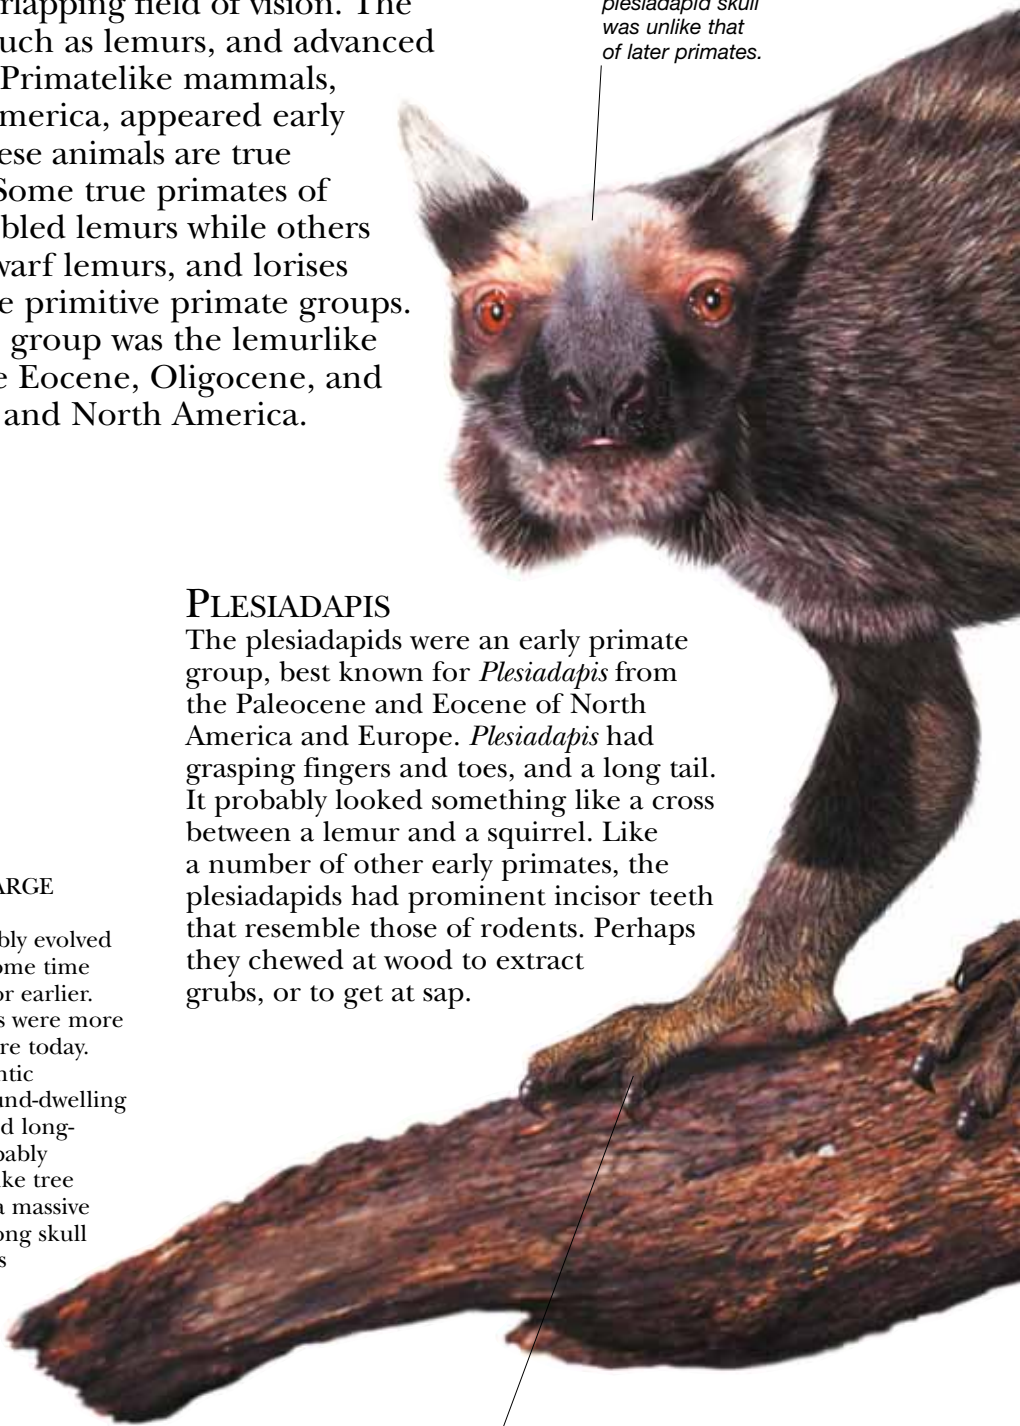 rlapping field of vision. The
uch as lemurs, and advanced
Primatelike mammals,
merica, appeared early
ese animals are true
Some true primates of
bled lemurs while others
warf lemurs, and lorises
e primitive primate groups.
group was the lemurlike
e Eocene, Oligocene, and
and North America.
plesiadapid skull
was unlike that
of later primates.
PLESIADAPIS
The plesiadapids were an early primate
group, best known for Plesiadapis from
the Paleocene and Eocene of North
America and Europe. Plesiadapis had
grasping fingers and toes, and a long tail.
It probably looked something like a cross
between a lemur and a squirrel. Like
a number of other early primates, the
plesiadapids had prominent incisor teeth
that resemble those of rodents. Perhaps
they chewed at wood to extract
grubs, or to get at sap.
ARGE
bly evolved
ome time
or earlier.
s were more
re today.
ntic
und-dwelling
d long-
bably
ke tree
a massive
ong skull
s